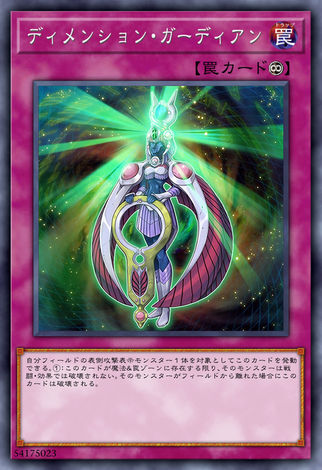 ディメンション・ガーディアン
トラップ
罠
【罠カード】
自分フィールドの表側攻撃表示モンスター１体を対象としてこのカードを発動
できる。①：このカードが魔法＆罠ゾーンに存在する限り、そのモンスターは戦
闘・効果では破壊されない。そのモンスターがフィールドから離れた場合にこの
カードは破壊される。
54175023